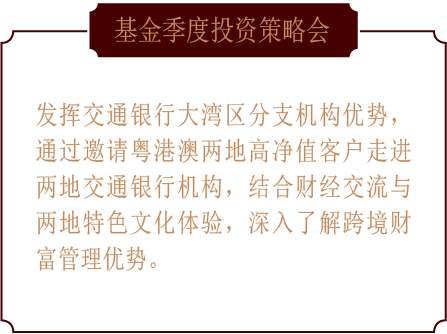 基金季度投资策略会
发挥交通银行大湾区分支机构优势，
通过邀请粤港澳两地高净值客户走进
两地交通银行机构，结合财经交流与
两地特色文化体验，深入了解跨境财
富管理优势。